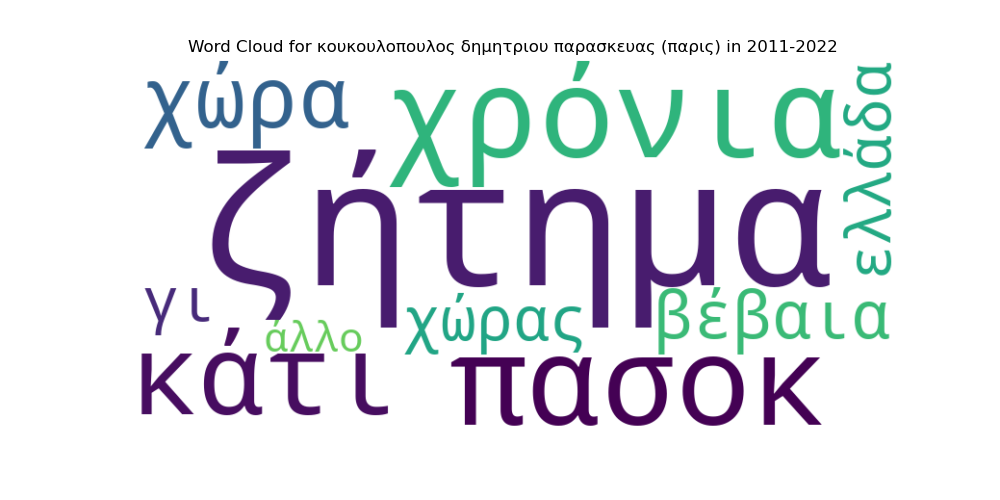 Word Cloud for κουκουλοπουλος δημητριου παρασκευας (παρις) in 2011-2022
χώρα
χρόνια
ελλάδα
ζήτημα
γι
άλλο
χώρας
βέβαια
κάτι
πασοκ